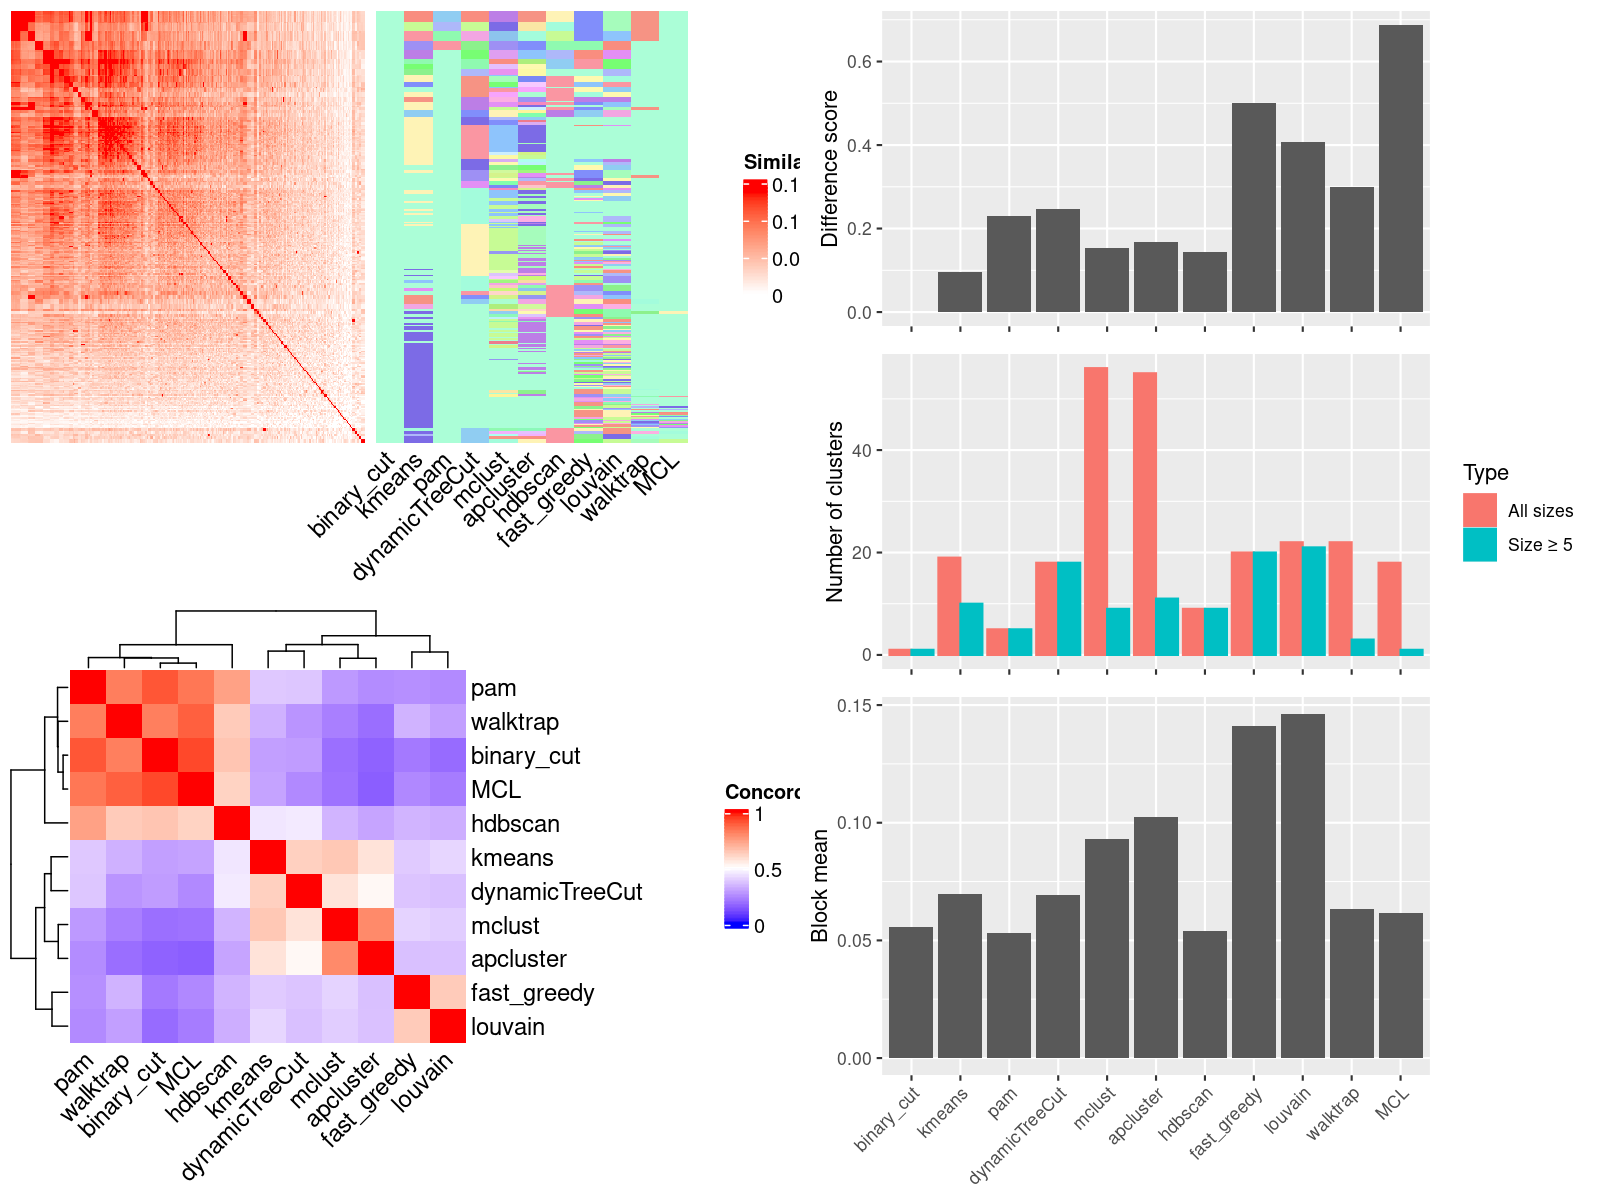 Simila
0.1
0.1
0.0
0
binary_cut
kmeans
pam
dynamicTreeCut
mclust
apcluster
hdbscan
fast_greedy
louvain
walktrap
MCL
pam
walktrap
binary_cut
MCL
hdbscan
kmeans
dynamicTreeCut
mclust
apcluster
fast_greedy
louvain
pam
walktrap
binary_cut
MCL
hdbscan
kmeans
dynamicTreeCut
mclust
apcluster
fast_greedy
louvain
Concord
1
0.5
0
Difference score
0.6
0.4
0.2
0.0
Number of clusters
40
20
0
Type
All sizes
Size ≥ 5
Block mean
0.15
0.10
0.05
0.00
binary_cut
kmeans
pam
dynamicTreeCut
mclust
apcluster
hdbscan
fast_greedy
louvain
walktrap
MCL